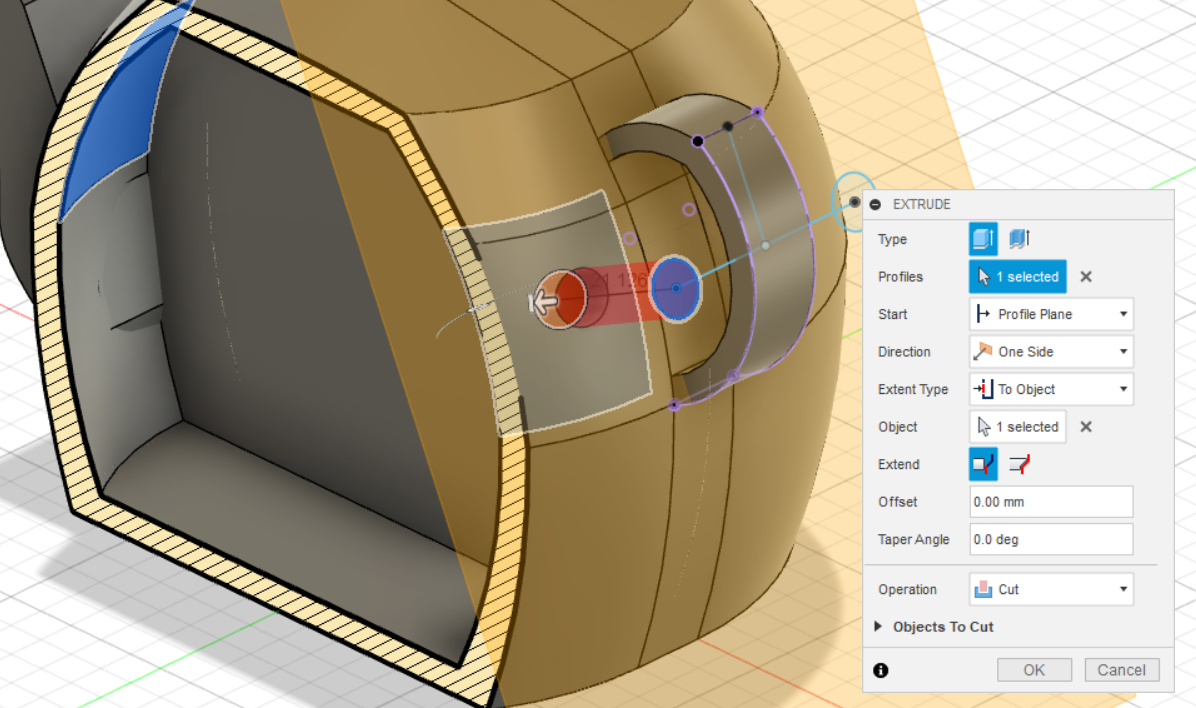 EXTRUDE
Type
Profiles 1 selected
Start Profile Plane
Direction One Side
Extent Type To Object
Object 1 selected
Extend
Offset 0.00 mm
Taper Angle 0.0 deg
Operation Cut
Objects To Cut
OK Cancel